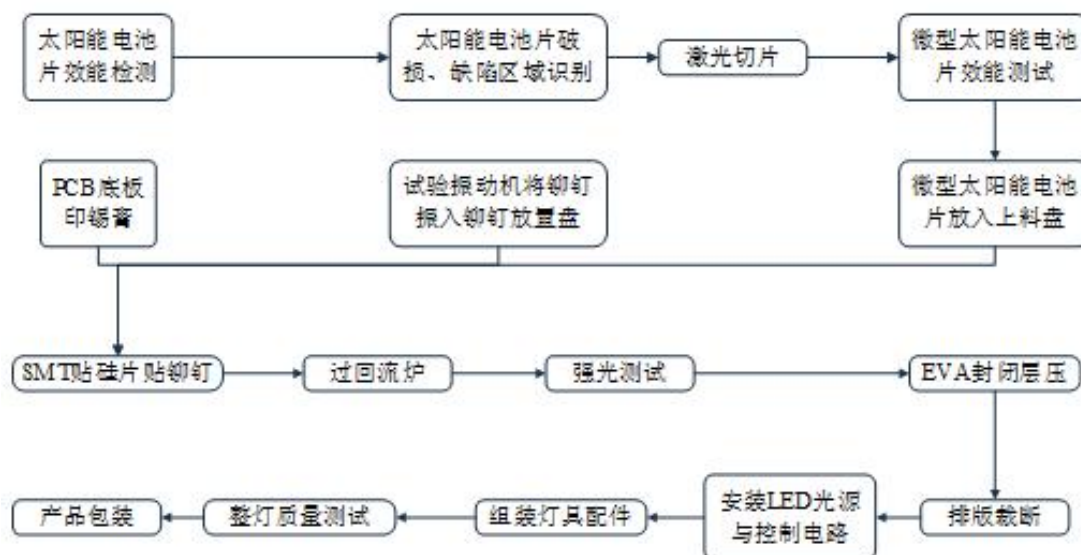 太阳能电池
片效能检测
太阳能电池片破
损、缺陷区域识别
激光切片
微型太阳能电池
片效能测试
PCB底板
印锡膏
试验振动机将铆钉
振入铆钉放置盘
微型太阳能电池
片放入上料盘
SMT贴硅片贴铆钉
过回流炉
强光测试
EVA封闭层压
产品包装
整灯质量测试
组装灯具配件
安装LED光源
与控制电路
排版裁断